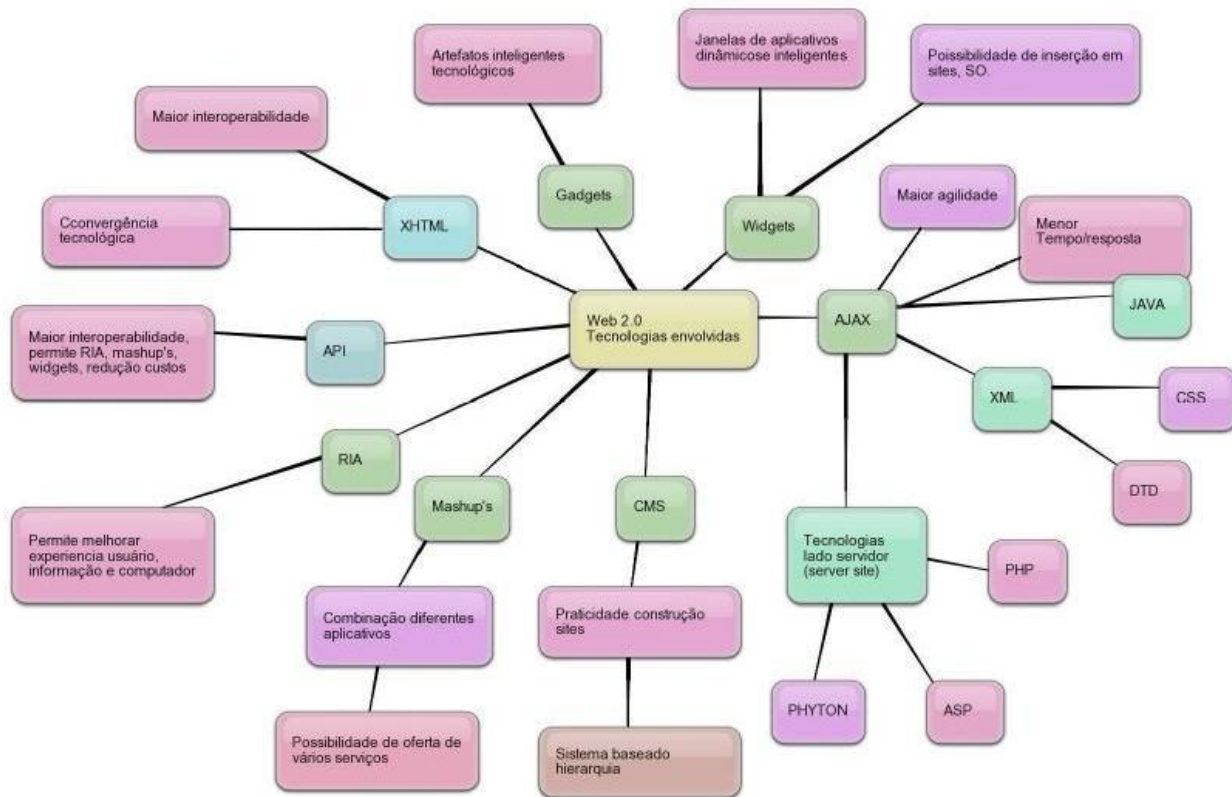 Artefatos inteligentes
tecnológicos
Janelas de aplicativos
dinâmicose inteligentes
Poissibilidade de inserção em
sites, SO.
Maior interoperabilidade
Gadgets
Widgets
Maior agilidade
Cconvergência
tecnológica
XHTML
Menor
Tempo/resposta
JAVA
Web 2.0
Tecnologias envolvidas
AJAX
Maior interoperabilidade,
permite RIA, mashup's,
widgets, redução custos
API
XML
CSS
RIA
Mashup's
CMS
DTD
Permite melhorar
experiencia usuário,
informação e computador
Tecnologias
lado servidor
(server site)
PHP
Combinação diferentes
aplicativos
Praticidade construção
sites
PHYTON
ASP
Possibilidade de oferta de
vários serviços
Sistema baseado
hierarquia